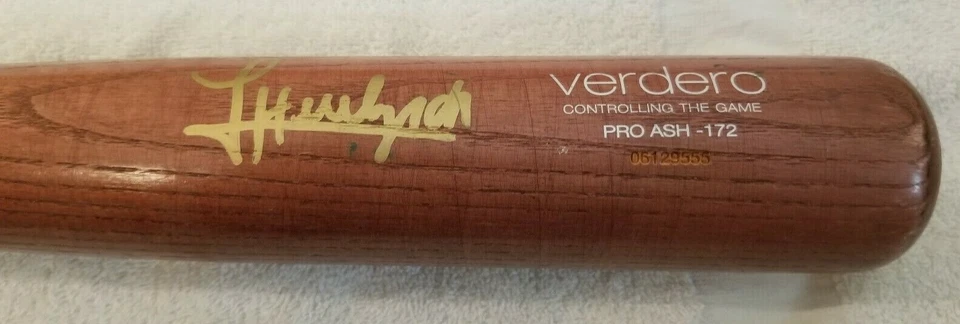 verdero
CONTROLLING THE GAME
PRO ASH -172
06129555